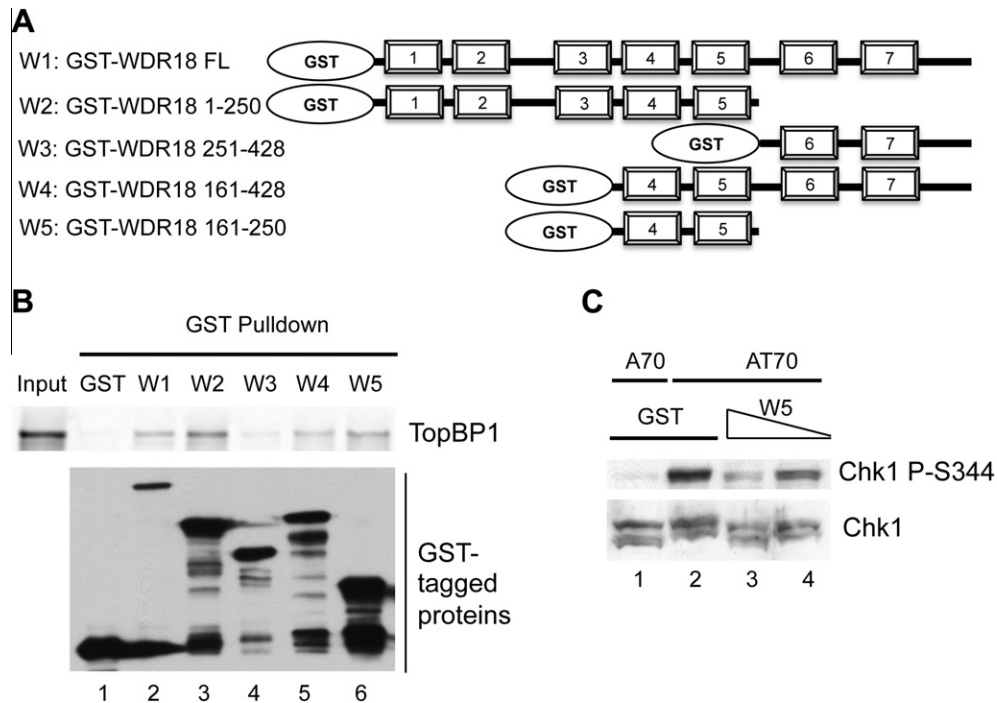 A
W1: GST-WDR18 FL GST 1 2 3 4 5 6 7
W2: GST-WDR18 1-250 GST 1 2 3 4 5
W3: GST-WDR18 251-428 GST 6 7
W4: GST-WDR18 161-428 GST 4 5 6 7
W5: GST-WDR18 161-250 GST 4 5
B
GST Pulldown
Input GST W1 W2 W3 W4 W5
TopBP1
GST-
tagged
proteins
1 2 3 4 5 6
C
A70 AT70
GST W5
Chk1 P-S344
Chk1
1 2 3 4